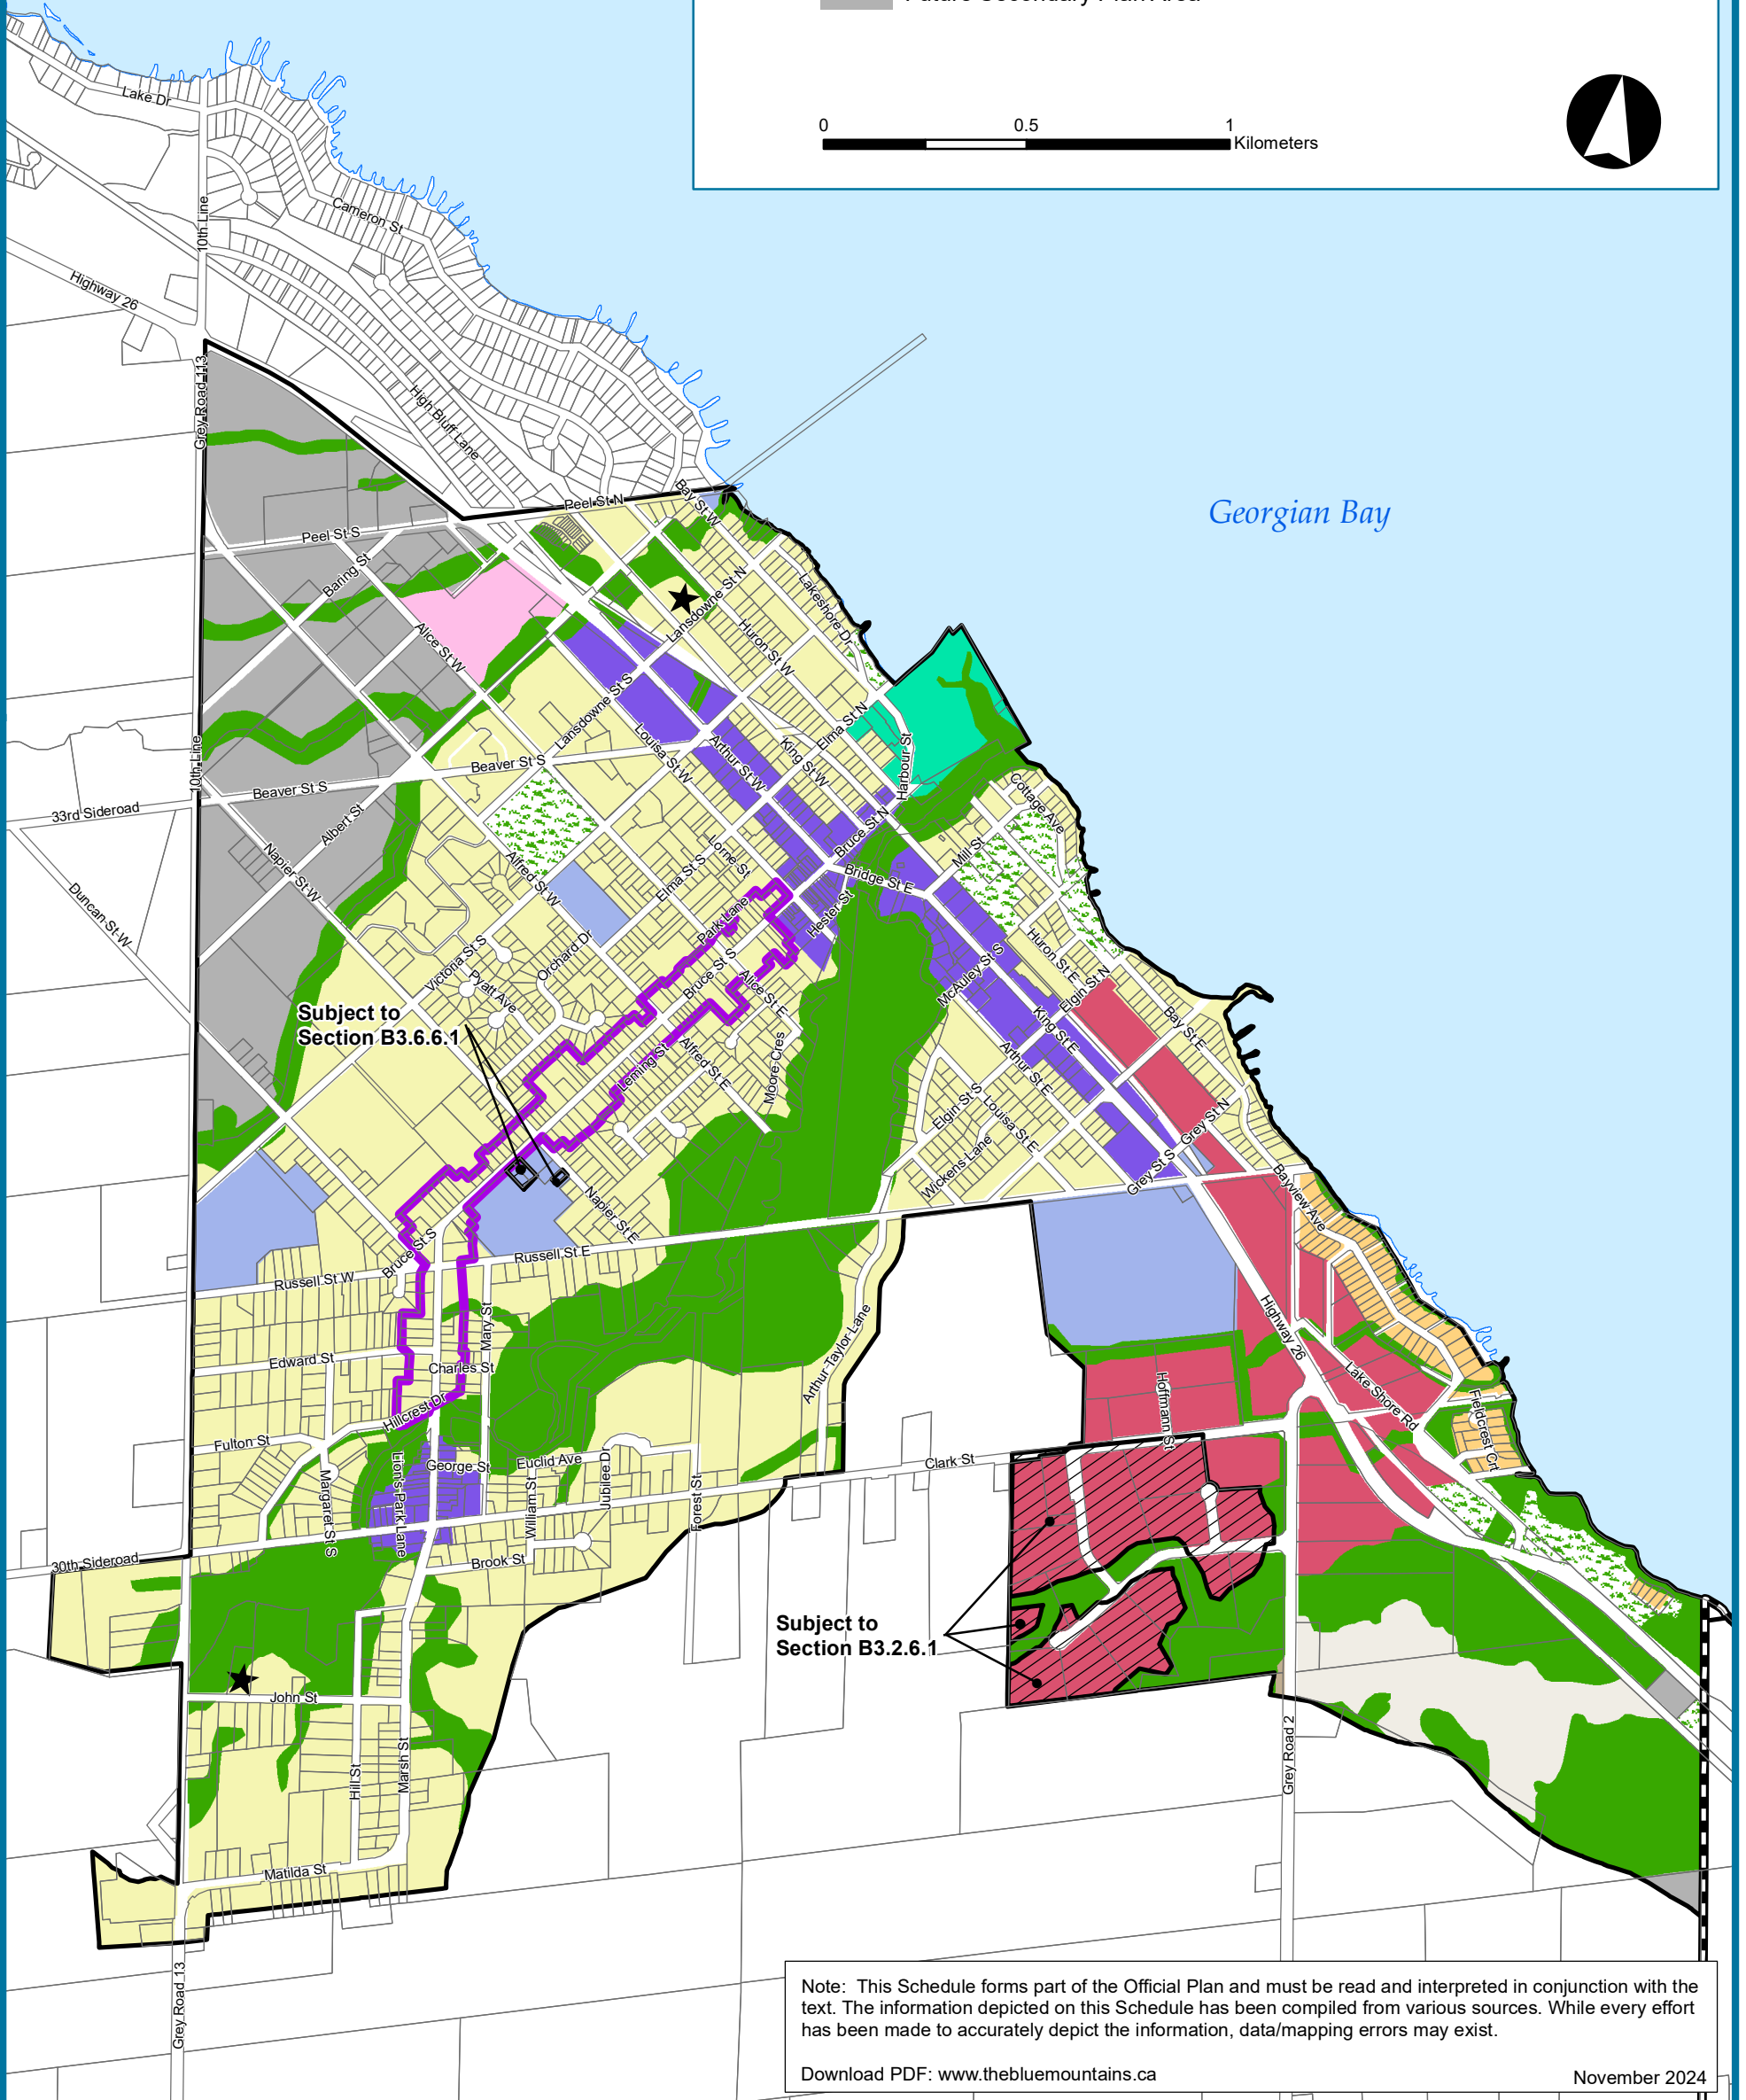 Future Secondary Plan Area
0 0.5 1
Kilometers
Lake Dr
10th Line
Cameron St
Highway 26
Grey Road 113
High Bluff Lane
Georgian Bay
Peel St N
Bay St W
Peel St S
Baring St
Lakeshore Dr
Lansdowne St N
Huron St W
Alice St W
Lansdowne St S
Elma St N
Harbour St
Louisa St W
Arthur St W
King St W
10th Line
Beaver St S
Beaver St S
Cottage Ave
33rd Sideroad
Albert St
Napier St W
Lorne St
Bruce St N
Mill St
Alfred St W
Elma St S
Bridge St E
Duncan St W
Park Lane
Hester St
Victoria St S
Orchard Dr
Bruce St S
Huron St E
Pyatt Ave
Alice St E
McAuley St S
Elgin St N
Subject to
Section B3.6.6.1
King St E
Bay St E
Leming St
Alfred St E
Moore Cres
Arthur St E
Elgin St S
Louisa St E
Grey St N
Wickens Lane
Grey St S
Bayview Ave
Napier St E
Bruce St S
Russell St E
Russell St W
Mary St
Highway 26
Arthur Taylor Lane
Edward St
Charles St
Hoffmann St
Lake Shore Rd
Hillcrest Dr
Fieldcrest Crt
Fulton St
Lion's Park Lane
George St
Euclid Ave
Jubilee Dr
Clark St
Margaret St S
William St
Forest St
30th Sideroad
Brook St
Subject to
Section B3.2.6.1
John St
Hill St
Marsh St
Grey Road 2
Matilda St
Grey Road 13
Note: This Schedule forms part of the Official Plan and must be read and interpreted in conjunction with the
text. The information depicted on this Schedule has been compiled from various sources. While every effort
has been made to accurately depict the information, data/mapping errors may exist.
Download PDF: www.thebluemountains.ca
November 2024